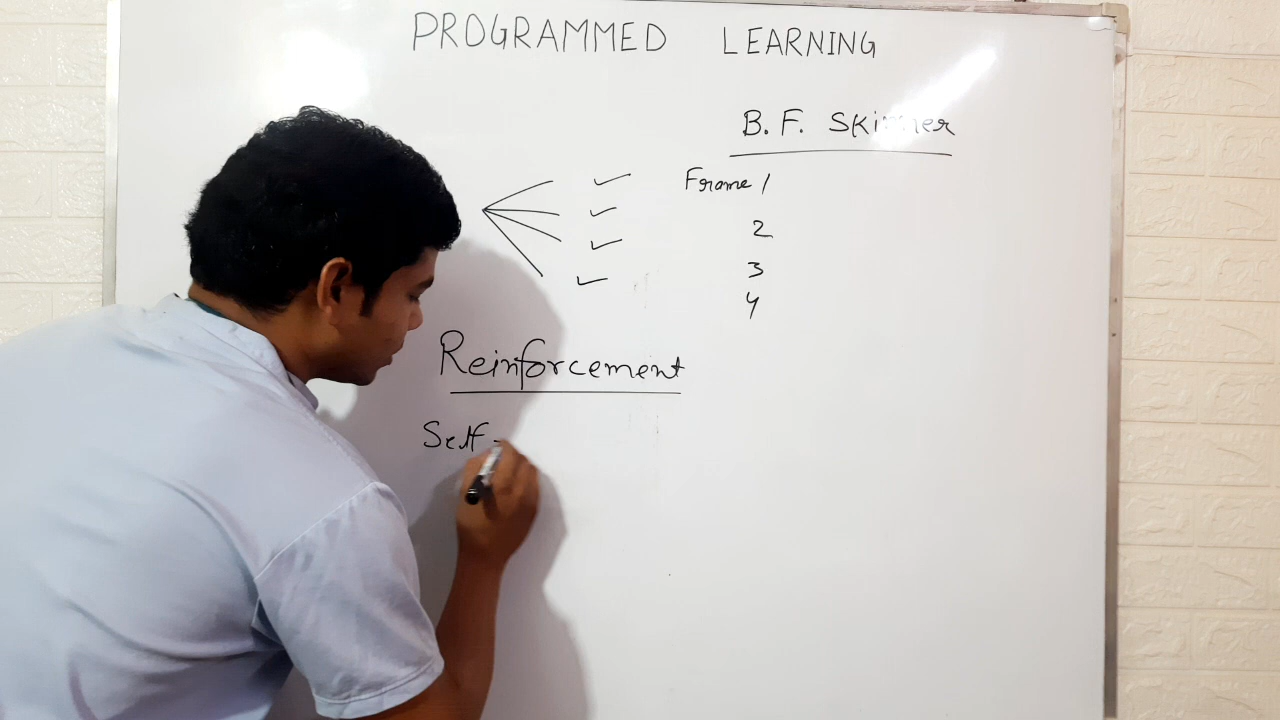 PROGRAMMED LEARNING
B. F. Skinner
Frame 1
2
3
4
Reinforcement
Self -